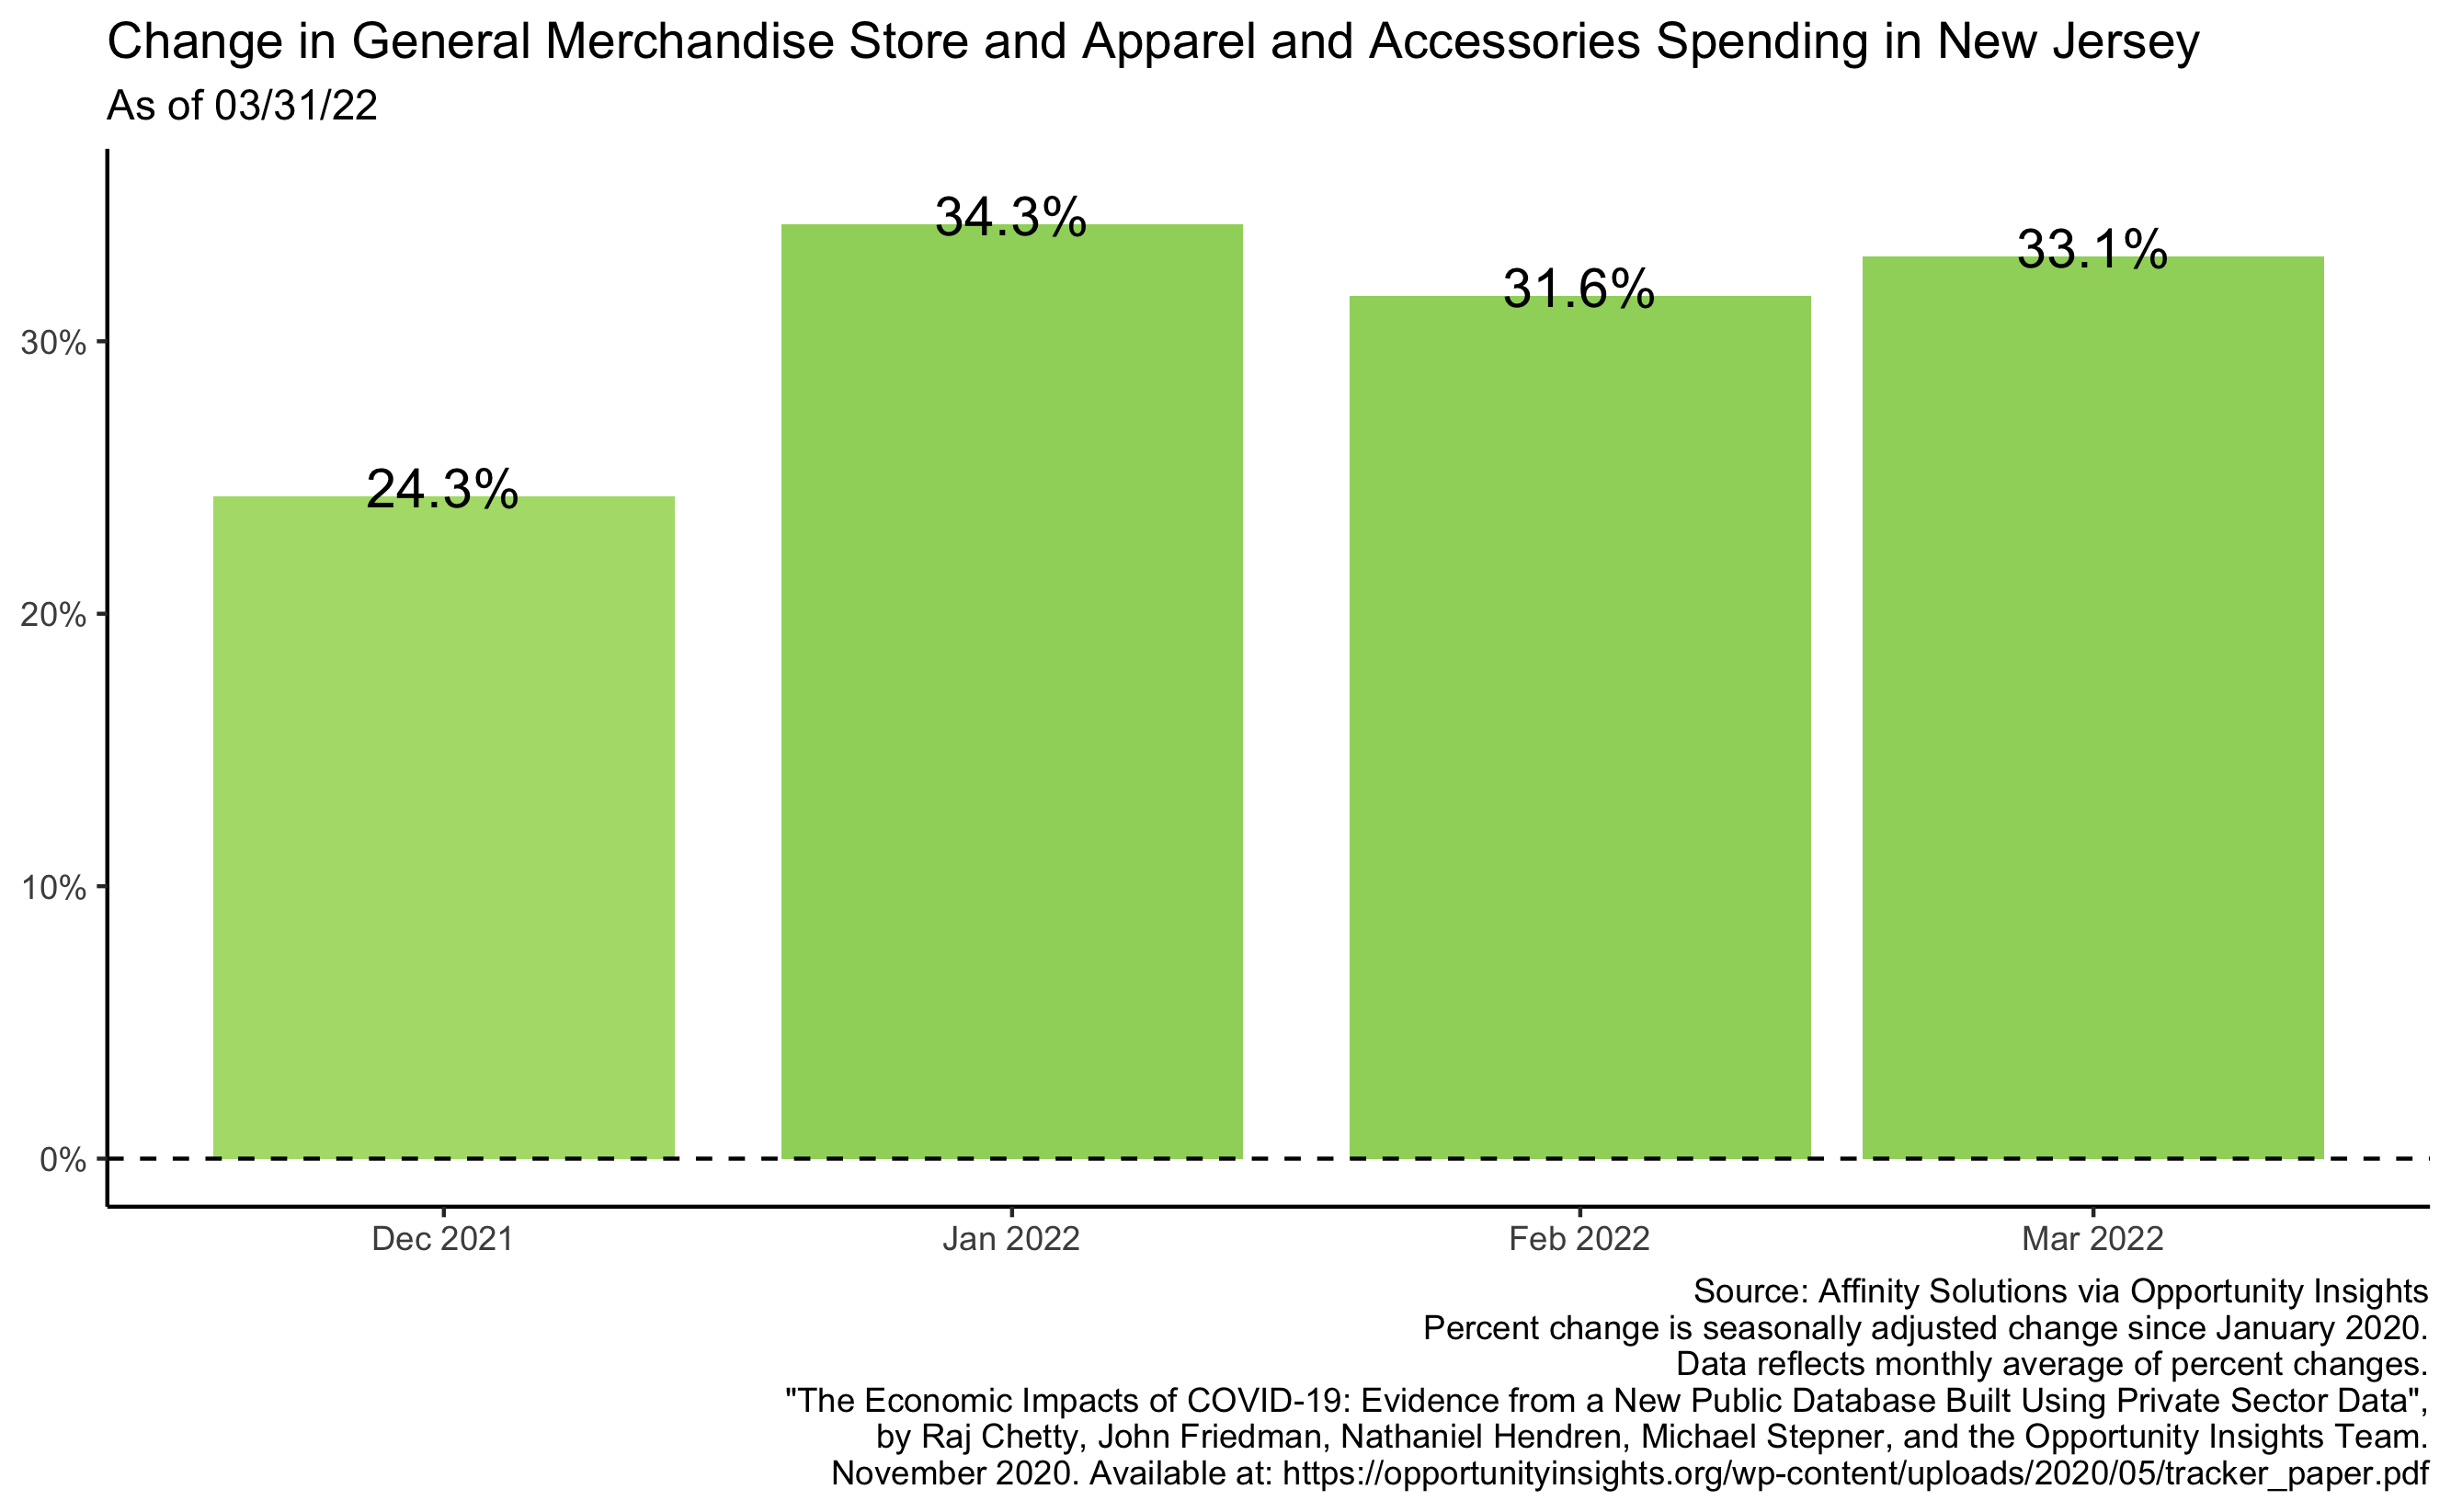 Change in General Merchandise Store and Apparel and Accessories Spending in New Jersey
As of 03/31/22
34.3%
33.1%
31.6%
24.3%
30%
20%
10%
0%
Dec 2021
Jan 2022
Feb 2022
Mar 2022
Source: Affinity Solutions via Opportunity Insights
Percent change is seasonally adjusted change since January 2020.
Data reflects monthly average of percent changes.
"The Economic Impacts of COVID-19: Evidence from a New Public Database Built Using Private Sector Data",
by Raj Chetty, John Friedman, Nathaniel Hendren, Michael Stepner, and the Opportunity Insights Team.
November 2020. Available at: https://opportunityinsights.org/wp-content/uploads/2020/05/tracker_paper.pdf